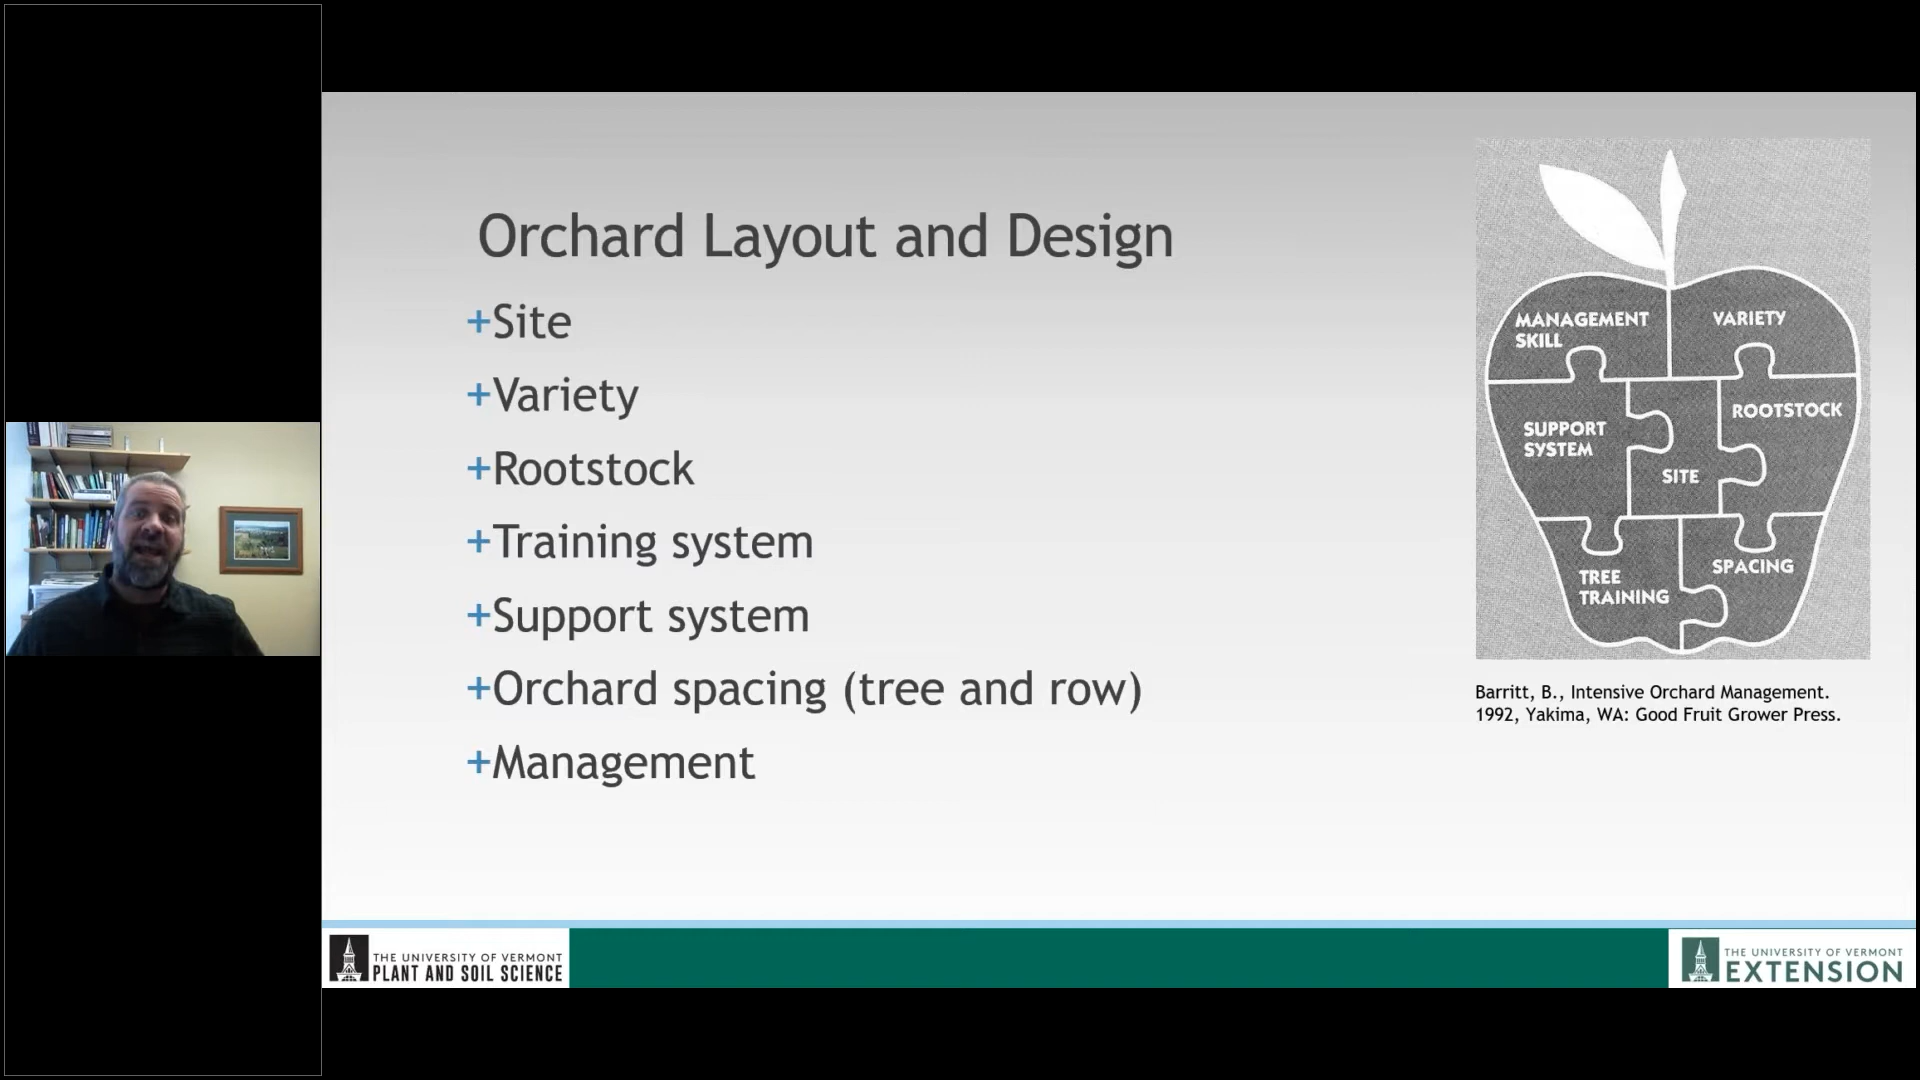 Orchard Layout and Design
+Site
+Variety
+Rootstock
+Training system
+Support system
+Orchard spacing (tree and row)
+Management
MANAGEMENT
SKILL
VARIETY
SUPPORT
SYSTEM
ROOTSTOCK
SITE
TREE
TRAINING
SPACING
Barritt, B., Intensive Orchard Management.
1992, Yakima, WA: Good Fruit Grower Press.
THE UNIVERSITY OF VERMONT
PLANT AND SOIL SCIENCE
THE UNIVERSITY OF VERMONT
EXTENSION